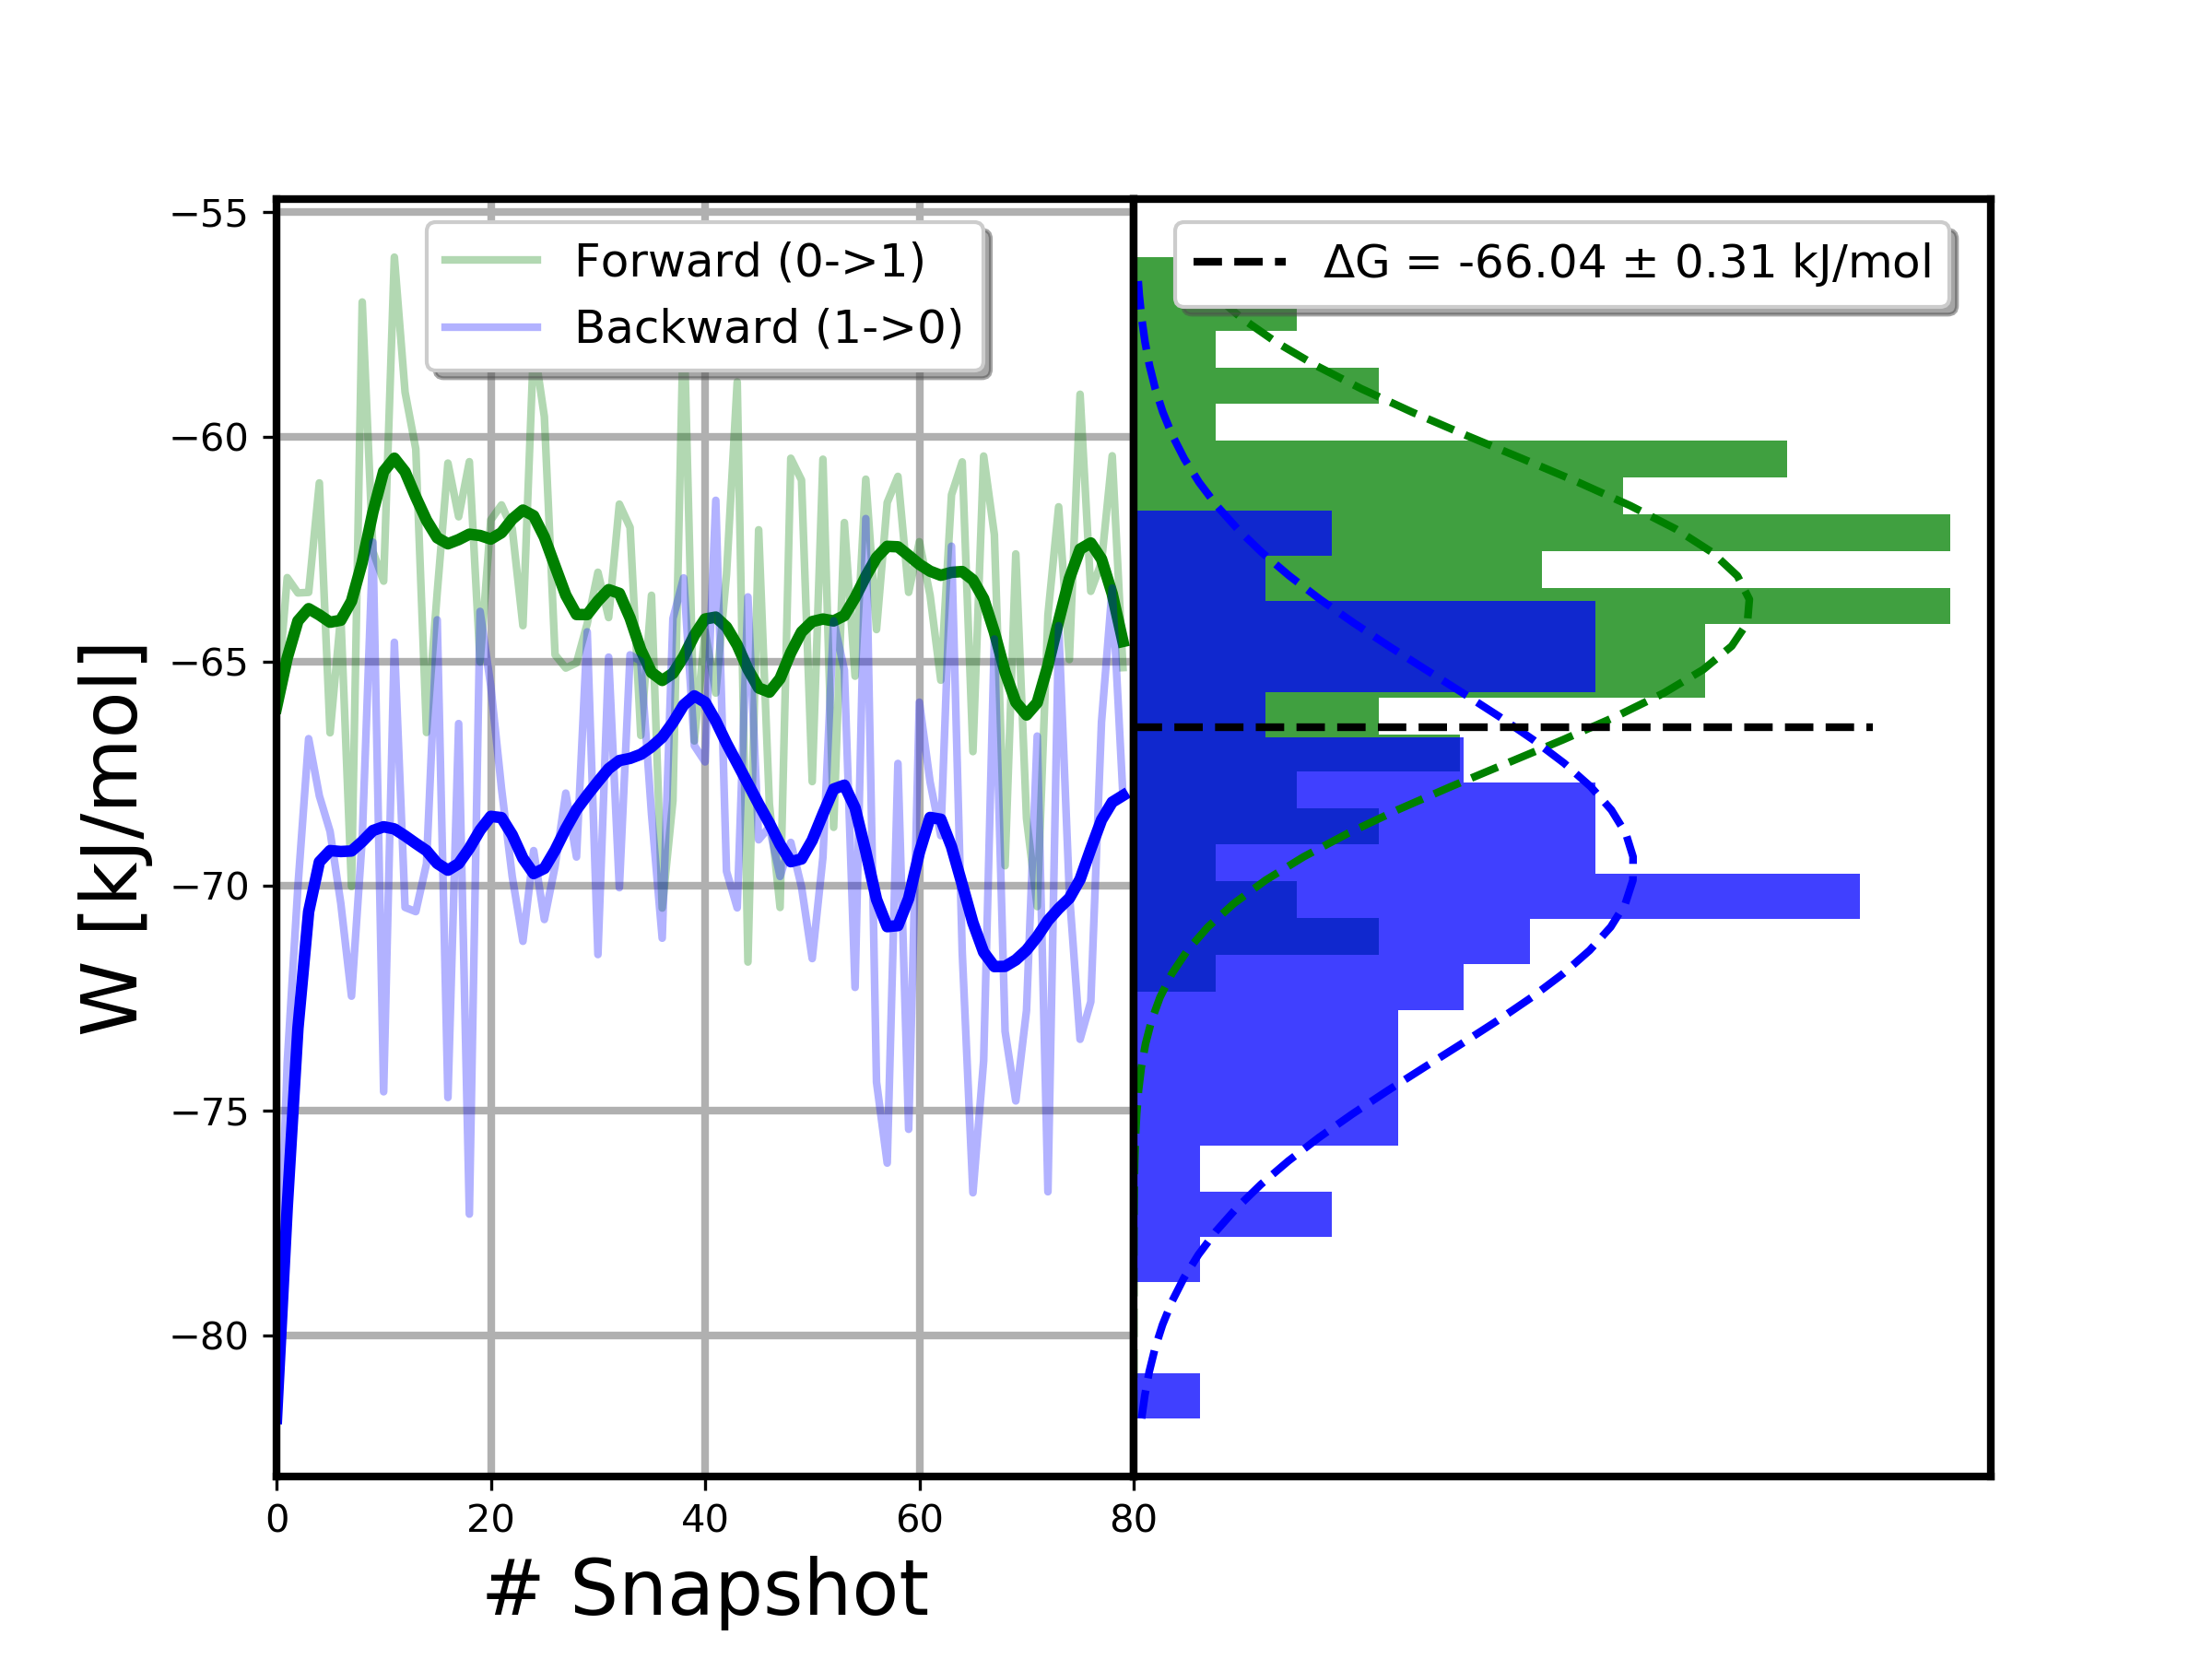 Forward (0->1)
Backward (1->0)
ΔG = -66.04 ± 0.31 kJ/mol
W [kJ/mol]
−55
−60
−65
−70
−75
−80
0 20 40 60 80
# Snapshot